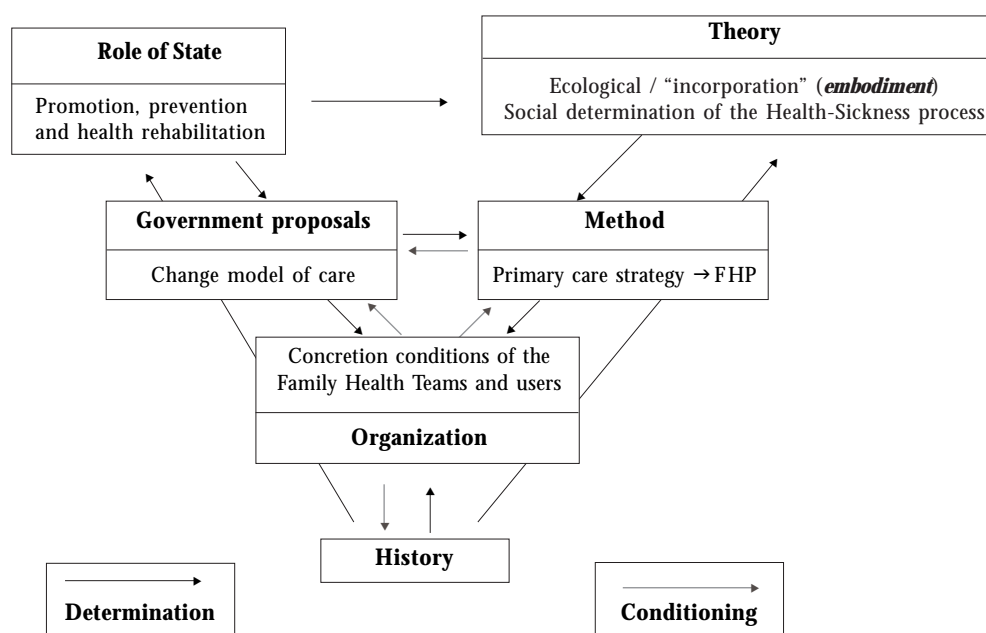 Role of State
Promotion, prevention
and health rehabilitation
Theory
Ecological / “incorporation” (embodiment)
Social determination of the Health-Sickness process
Government proposals
Change model of care
Method
Primary care strategy → FHP
Concretion conditions of the
Family Health Teams and users
Organization
History
Determination
Conditioning